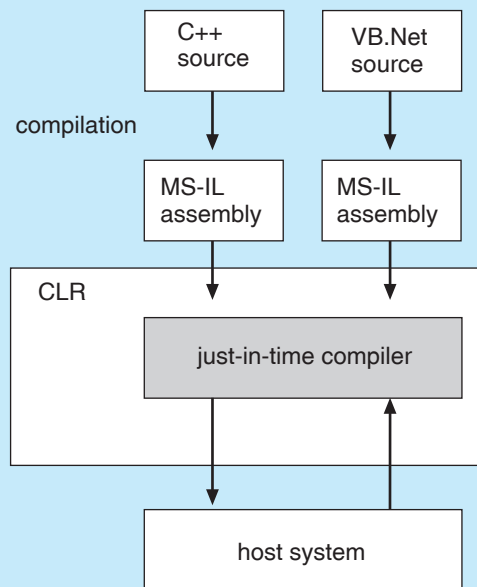 C++
source
VB.Net
source
compilation
MS-IL
assembly
MS-IL
assembly
CLR
just-in-time compiler
host system